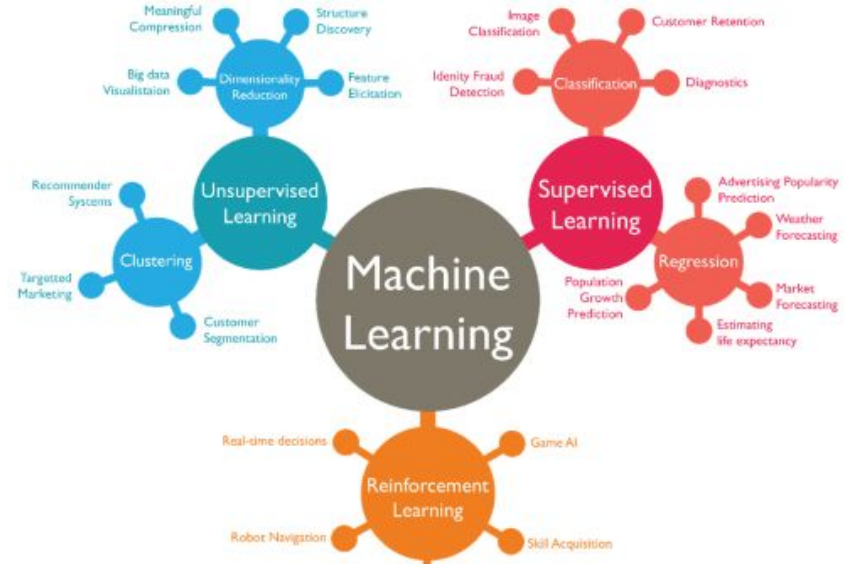 Meaningful
Compression
Structure
Discovery
Big data
Visualistaion
Dimensionality
Reduction
Feature
Elicitation
Unsupervised
Learning
Recommender
Systems
Clustering
Targetted
Marketing
Customer
Segmentation
Machine
Learning
Image
Classification
Customer Retention
Idenity Fraud
Detection
Classification
Diagnostics
Supervised
Learning
Advertising Popularity
Prediction
Weather
Forecasting
Regression
Population
Growth
Prediction
Market
Forecasting
Estimating
life expectancy
Real-time decisions
Game AI
Reinforcement
Learning
Robot Navigation
Skill Acquisition